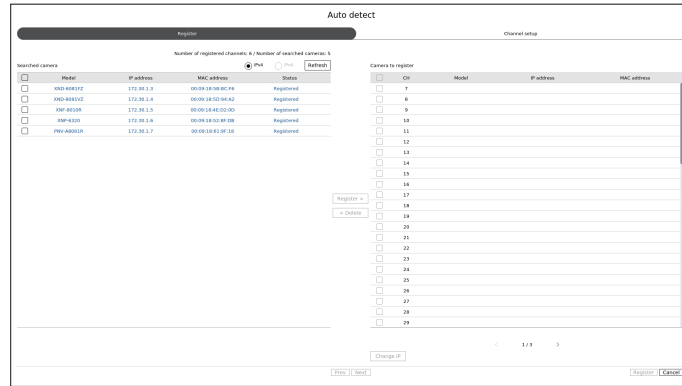 Auto detect
Register
Channel setup
Number of registered channels: 6 / Number of searched cameras: 5
Searched camera
IPv4 IPv6 Refresh
Camera to register
Model IP address MAC address Status
XND-6081FZ 172.30.1.3 00:09:18:5B:BC:F6 Registered
XND-8081VZ 172.30.1.4 00:09:18:5D:94:A2 Registered
XNF-8010R 172.30.1.5 00:09:18:4E:D2:0D Registered
XNP-6320 172.30.1.6 00:09:18:52:BF:DB Registered
PNV-A8081R 172.30.1.7 00:09:18:61:9F:16 Registered
CH Model IP address MAC address
7
8
9
10
11
12
13
14
15
16
17
18
19
20
21
22
23
24
25
26
27
28
29
Register >
< Delete
< 1 / 3 >
Change IP
Prev Next
Register Cancel